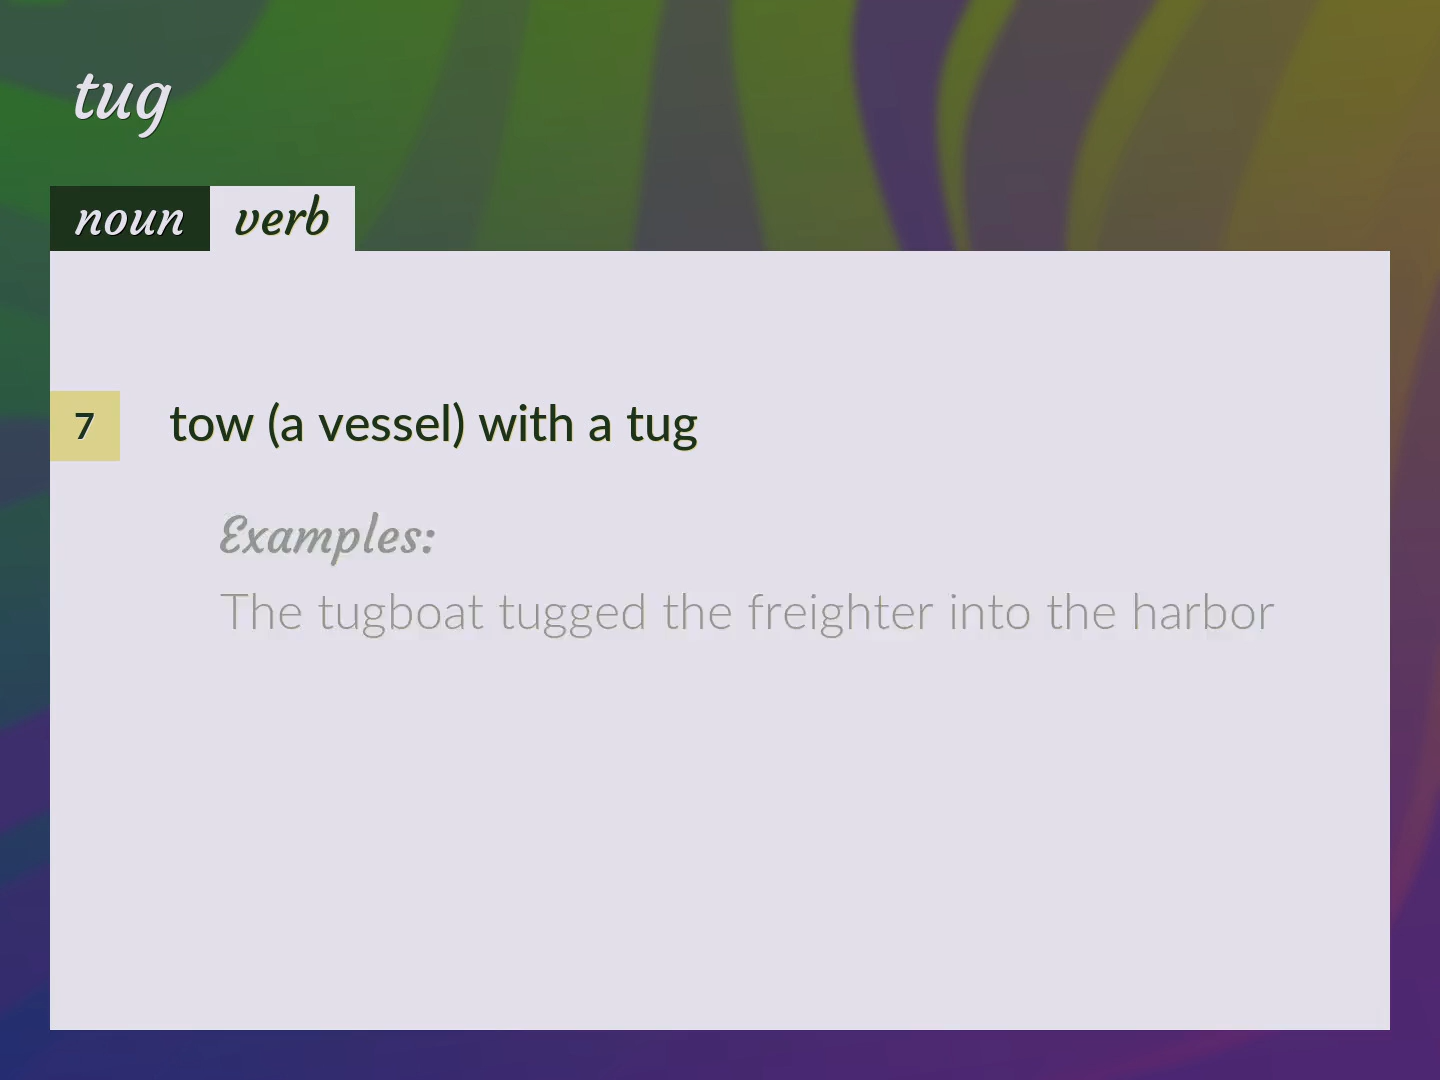 tug
noun verb
7 tow (a vessel) with a tug
Examples:
The tugboat tugged the freighter into the harbor